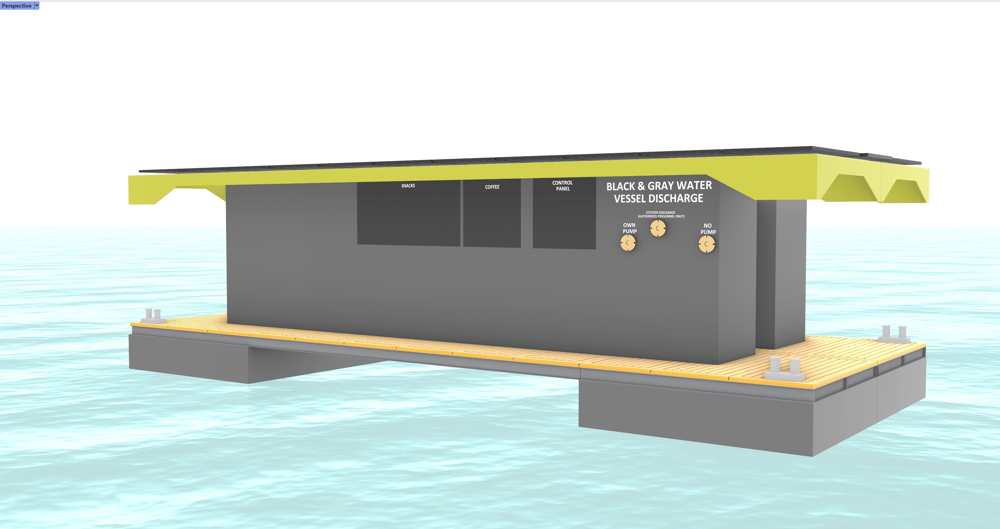 Perspective
SNACKS
COFFEE
CONTROL
PANEL
BLACK & GRAY WATER
VESSEL DISCHARGE
STATION DISCHARGE
(AUTHORIZED PERSONNEL ONLY)
OWN
PUMP
NO
PUMP